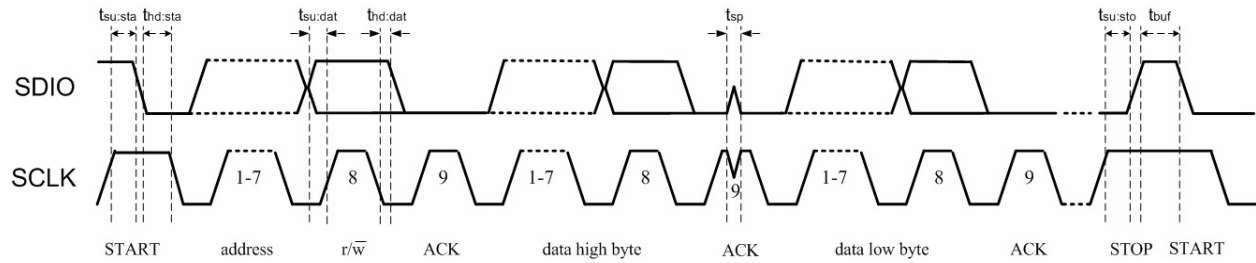 tsu:sta thd:sta tsu:dat thd:dat tsp tsu:sto tbuf
SDIO
SCLK 1-7 8 9 1-7 8 9 1-7 8 9
START address r/w̅ ACK data high byte ACK data low byte ACK STOP START